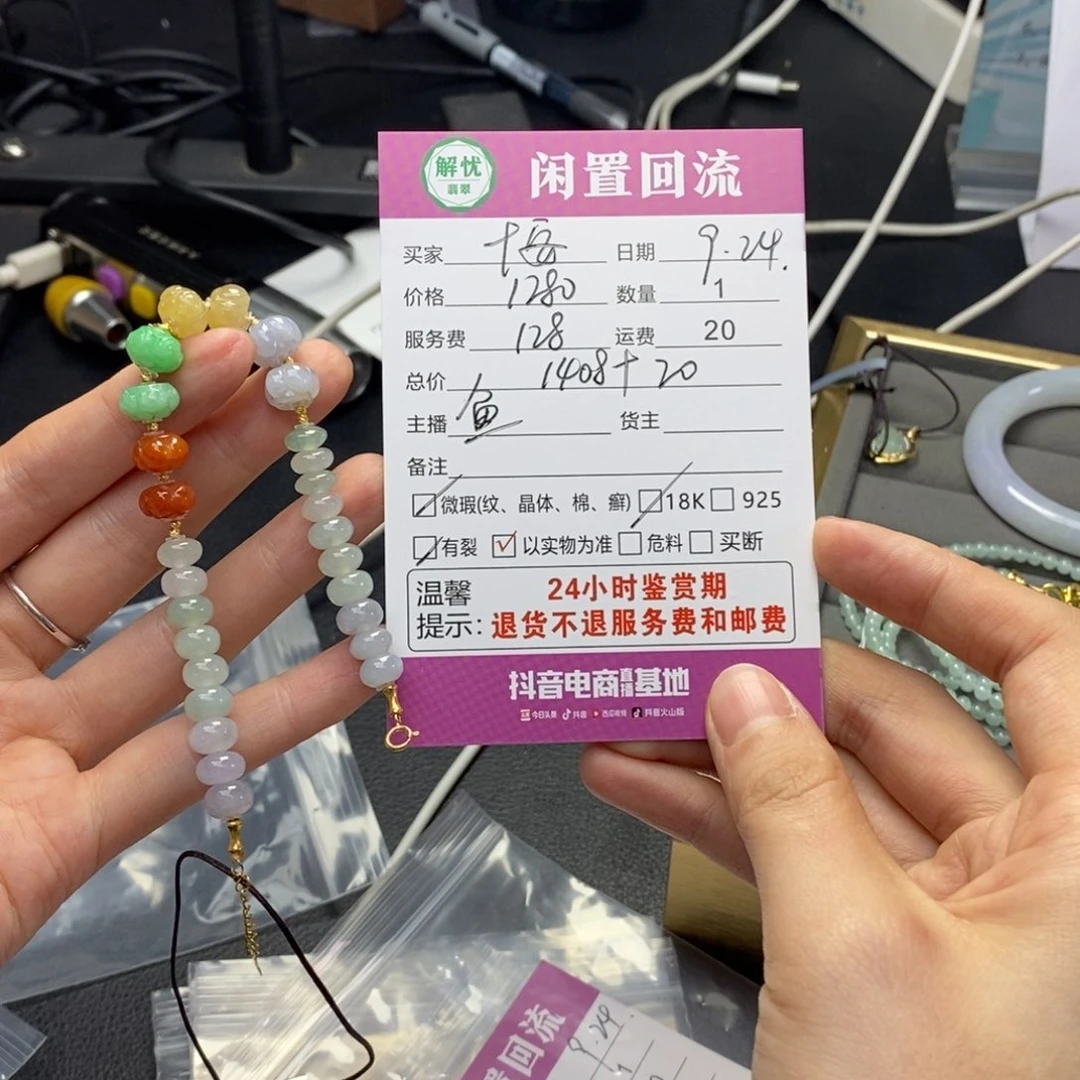 解忧
翡翠
闲置回流
买家 日期 9.24.
价格 1280 数量 1
服务费 128 运费 20
总价 1408+20
主播 鱼 货主
备注
微瑕(纹、晶体、棉、癣) 18K 925
有裂 以实物为准 危料 买断
温馨 24小时鉴赏期
提示: 退货不退服务费和邮费
抖音电商直播基地
今日头条 抖音 西瓜视频 抖音火山版
置回流
9.24.
1